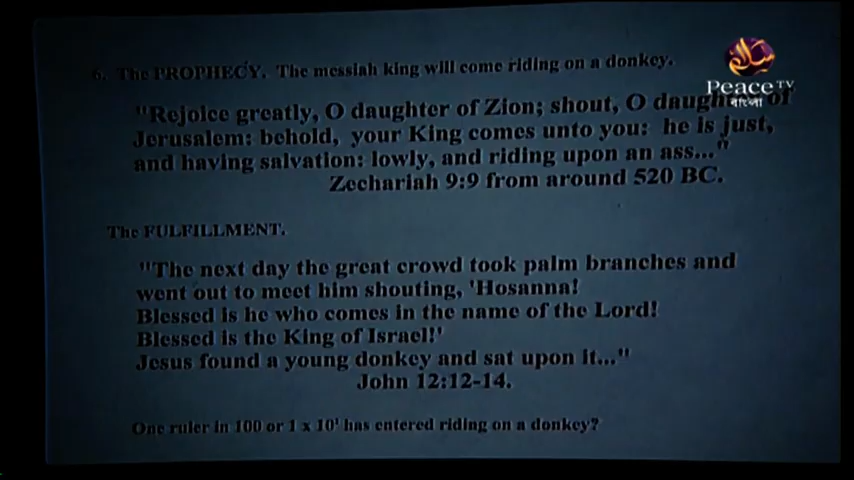 6. The PROPHECY. The messiah king will come riding on a donkey.
"Rejoice greatly, O daughter of Zion; shout, O daughter of
Jerusalem: behold, your King comes unto you: he is just,
and having salvation: lowly, and riding upon an ass..."
Zechariah 9:9 from around 520 BC.
The FULFILLMENT.
"The next day the great crowd took palm branches and
went out to meet him shouting, 'Hosanna!
Blessed is he who comes in the name of the Lord!
Blessed is the King of Israel!'
Jesus found a young donkey and sat upon it..."
John 12:12-14.
One ruler in 100 or 1 x 10¹ has entered riding on a donkey?
سلام
Peace TV
বাংলা